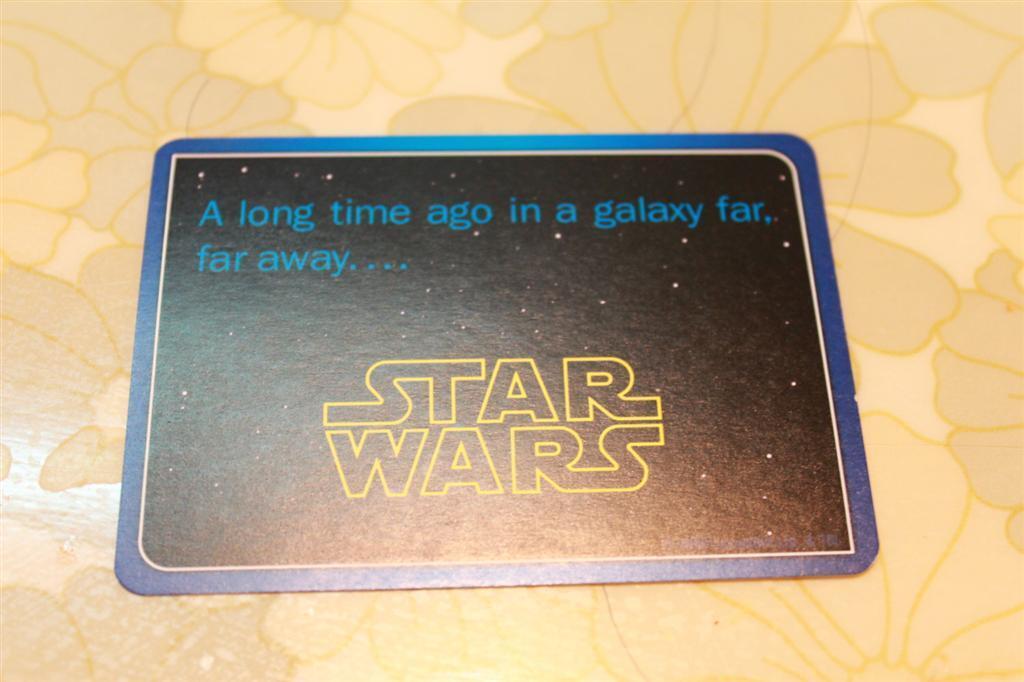 A long time ago in a galaxy far,
far away....
STAR
WARS